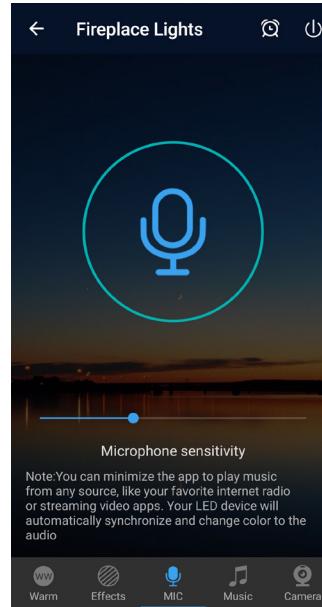 Fireplace Lights
Microphone sensitivity
Note:You can minimize the app to play music
from any source, like your favorite internet radio
or streaming video apps. Your LED device will
automatically synchronize and change color to the
audio
WW
Warm Effects MIC Music Camera